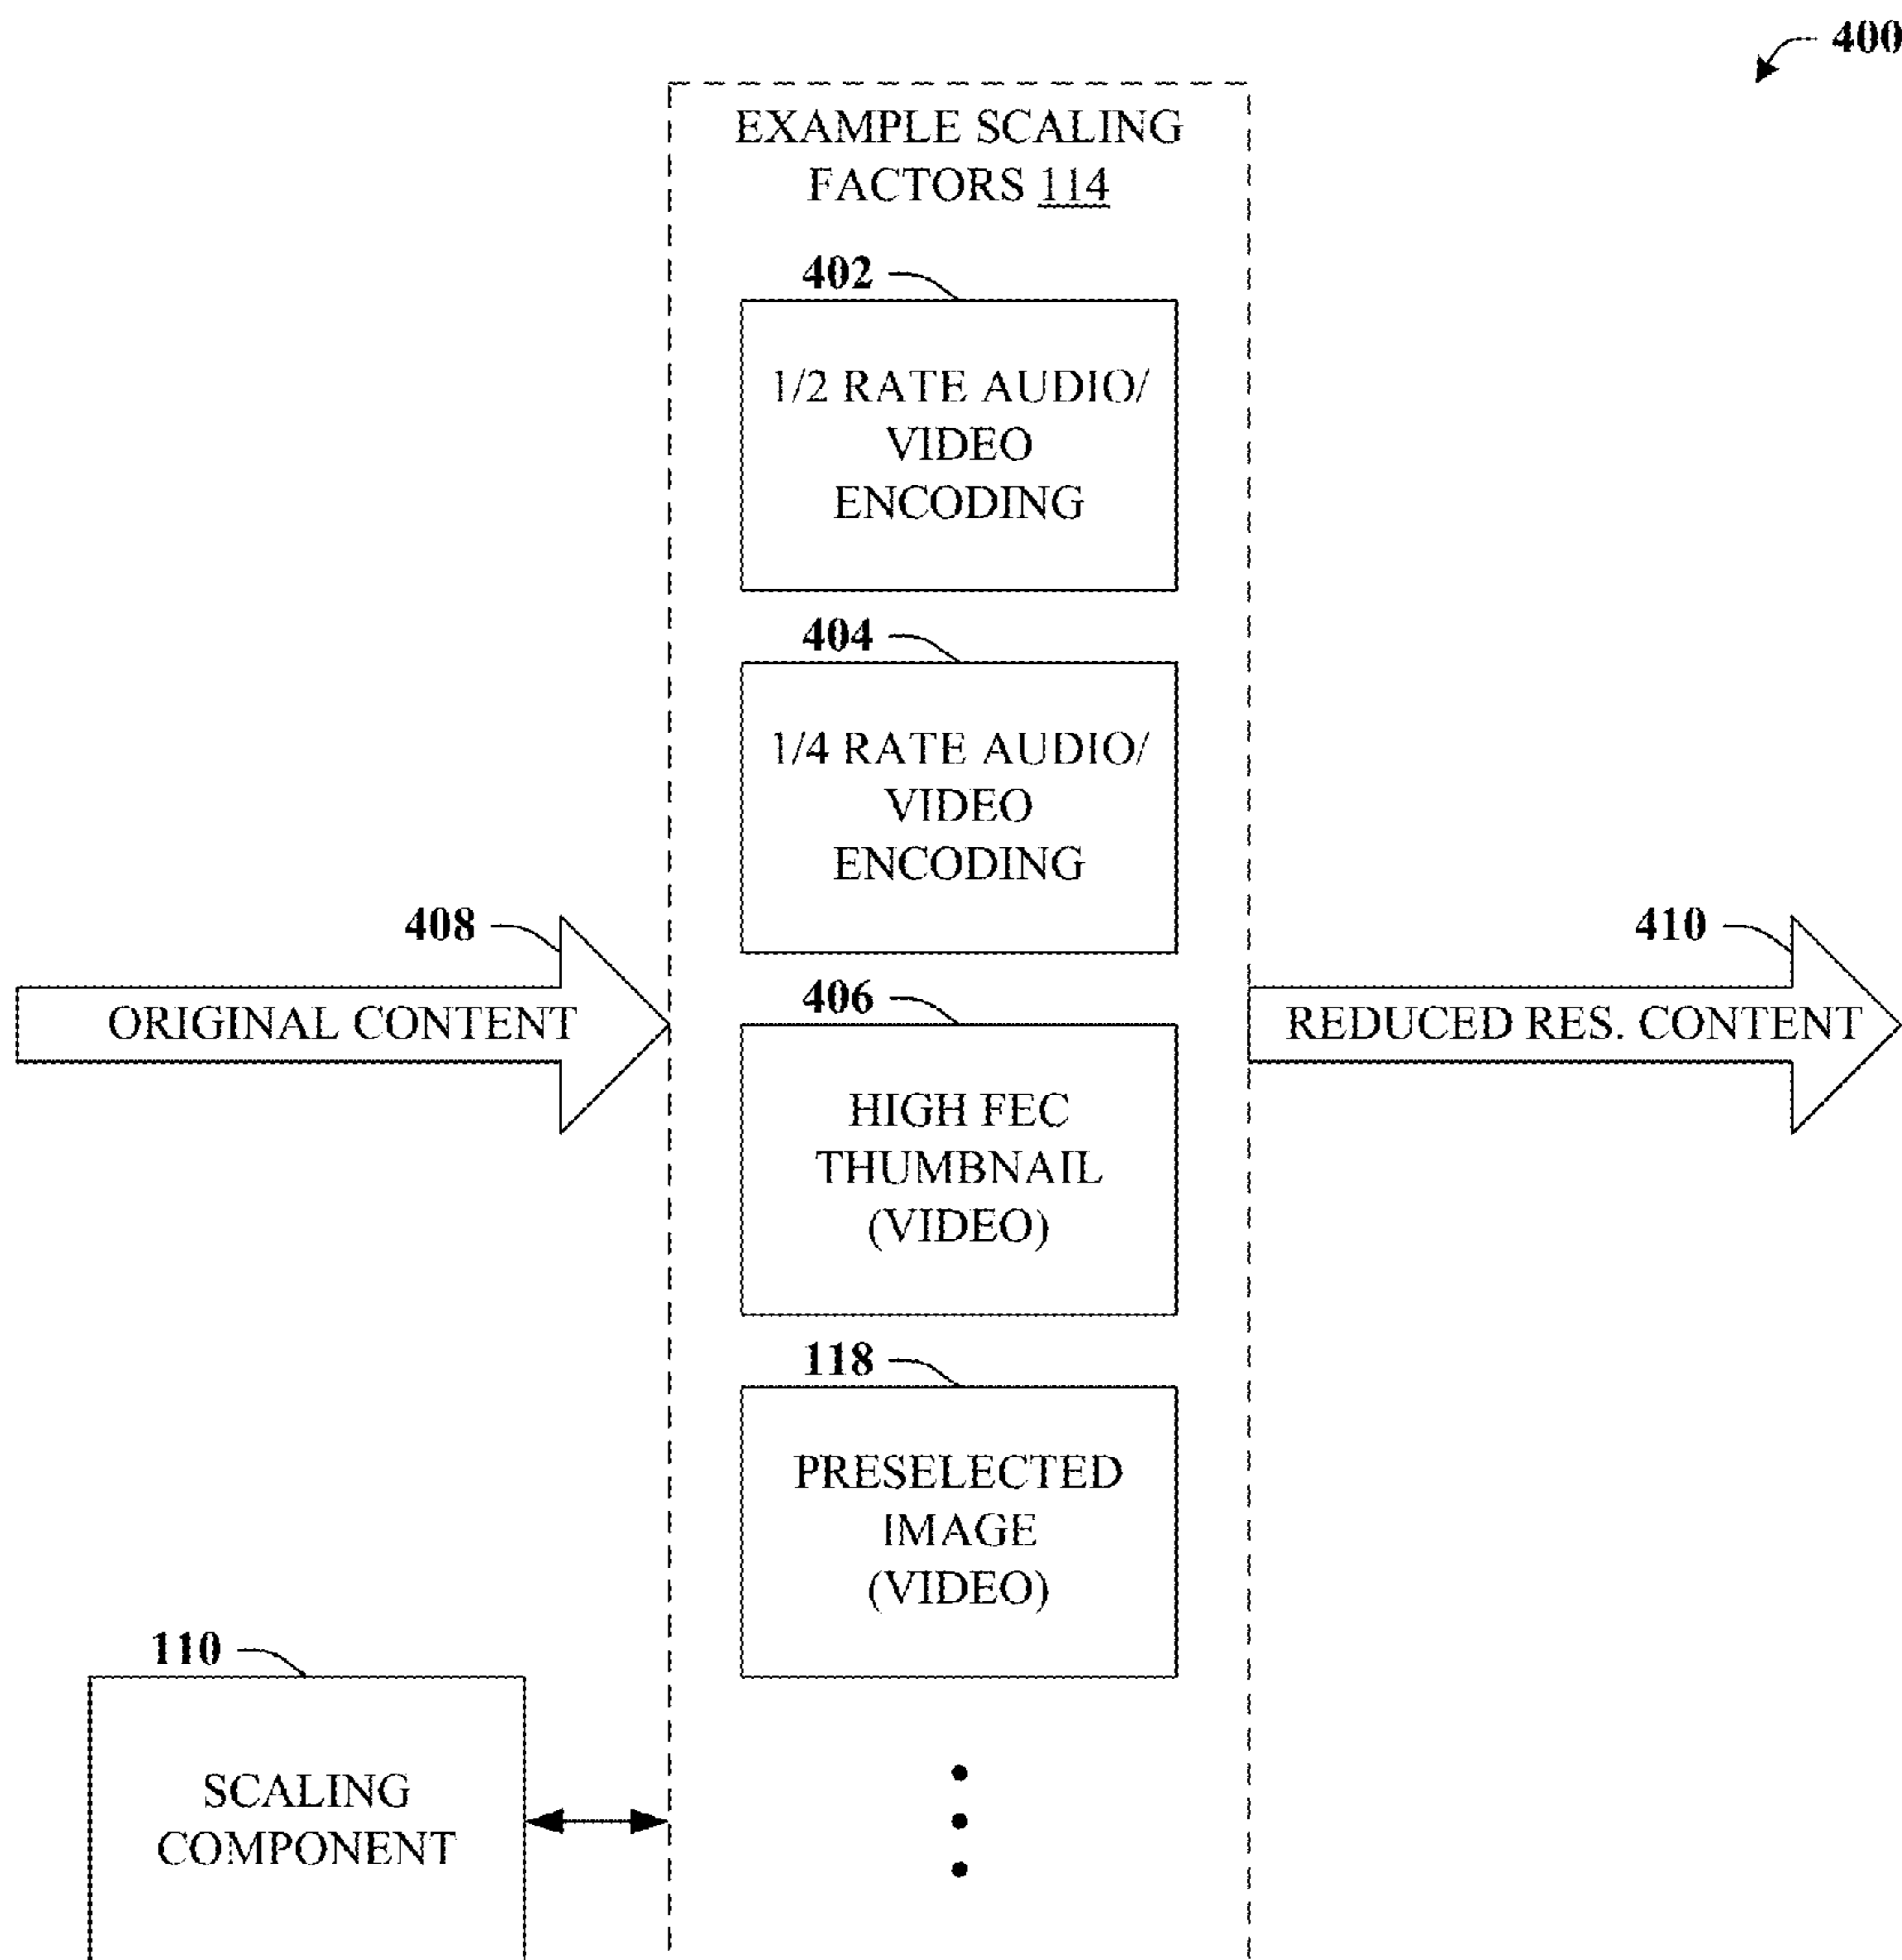 400
EXAMPLE SCALING
FACTORS 114
402
1/2 RATE AUDIO/
VIDEO
ENCODING
404
1/4 RATE AUDIO/
VIDEO
ENCODING
408
ORIGINAL CONTENT
410
REDUCED RES. CONTENT
406
HIGH FEC
THUMBNAIL
(VIDEO)
118
PRESELECTED
IMAGE
(VIDEO)
110
SCALING
COMPONENT